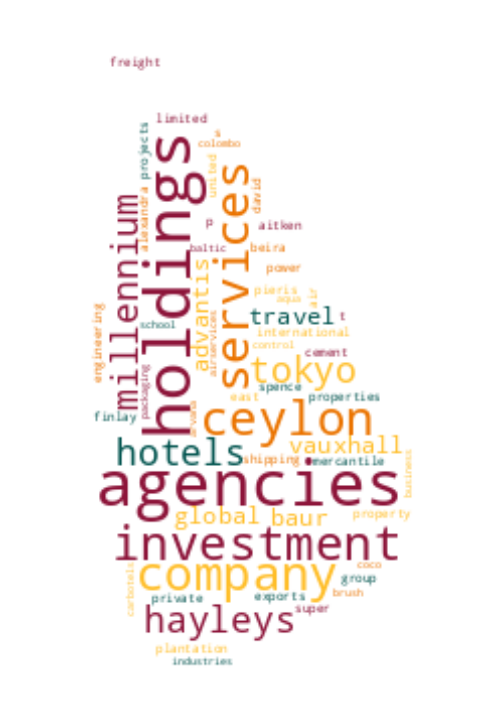 freight
limited
s
colombo
projects
holdings
united
services
david
alexandra
millennium
p
aitken
baltic
beira
power
advantis
pieris
air
aqua
engineering
travel
t
school
airservices
international
control
cement
tokyo
packaging
spence
east
properties
finlay
ceylon
hotels
vauxhall
shipping
mercantile
business
agencies
global
baur
property
investment
company
coco
group
carbotels
brush
private
exports
super
hayleys
plantation
industries